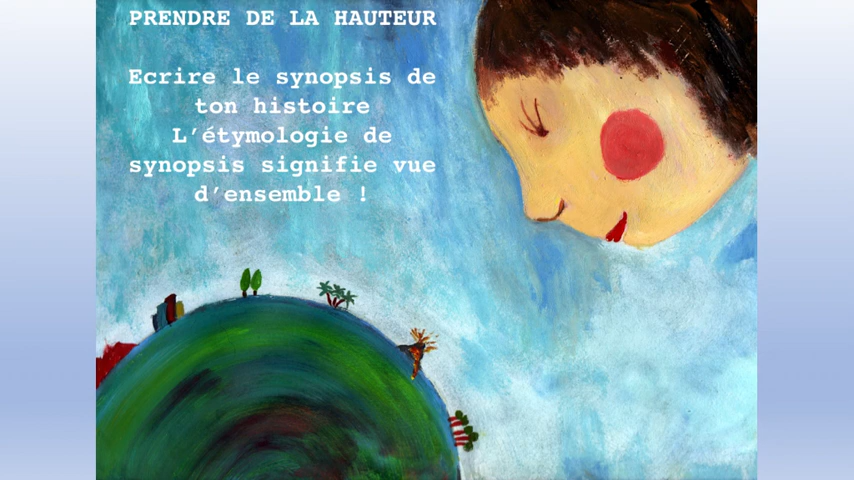 PRENDRE DE LA HAUTEUR
Ecrire le synopsis de
ton histoire
L’étymologie de
synopsis signifie vue
d’ensemble !